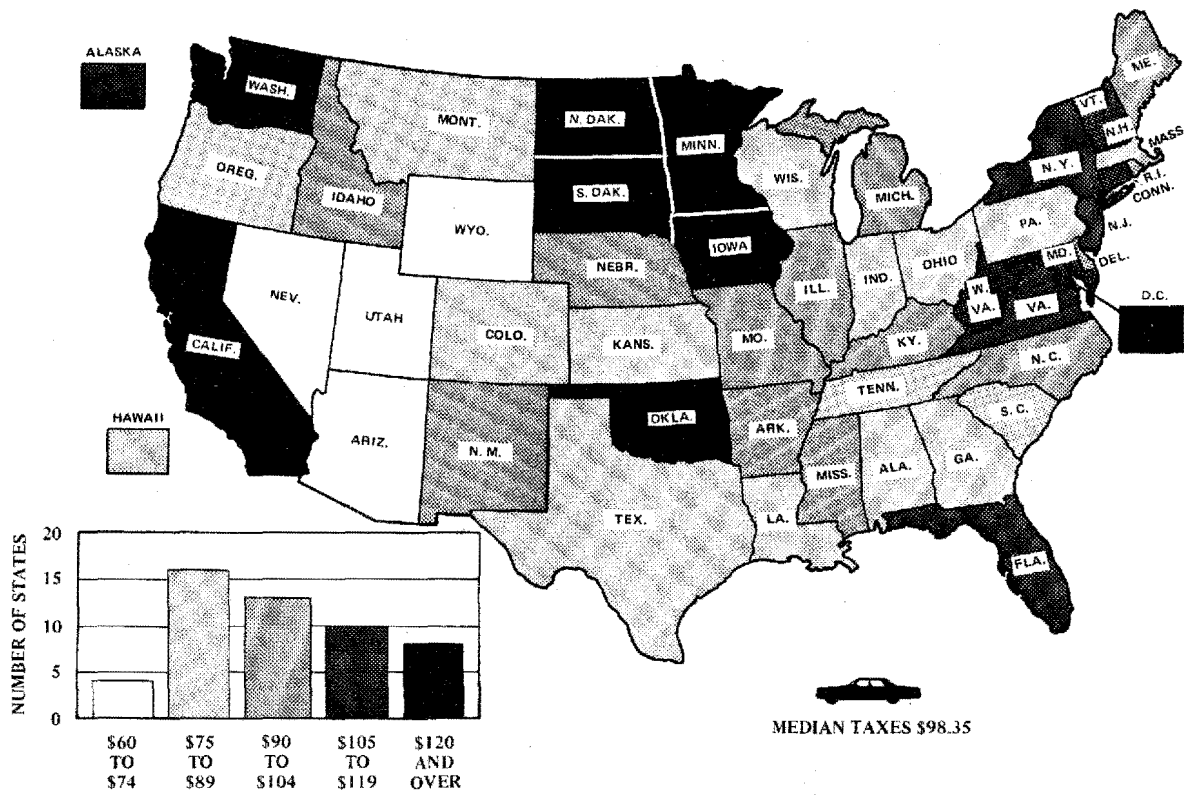 ALASKA
WASH.
MONT.
N. DAK.
MINN.
ME.
VT.
N.H.
MASS
OREG.
IDAHO
S. DAK.
WIS.
MICH.
N.Y.
R.I.
CONN.
WYO.
IOWA
PA.
N.J.
NEBR.
ILL.
IND.
OHIO
MD.
DEL.
NEV.
UTAH
COLO.
KANS.
MO.
KY.
W.
VA.
VA.
D.C.
CALIF.
N. C.
TENN.
HAWAII
ARIZ.
N. M.
OKLA.
ARK.
S. C.
MISS.
ALA.
GA.
TEX.
LA.
FLA.
NUMBER OF STATES
20
15
10
5
0
$60
TO
$74
$75
TO
$89
$90
TO
$104
$105
TO
$119
$120
AND
OVER
MEDIAN TAXES $98.35